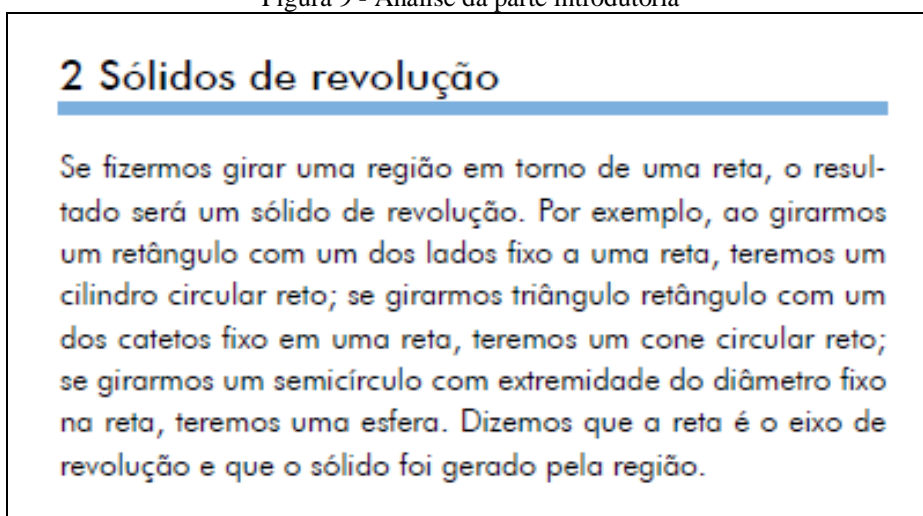 Figura 9 - Análise da parte introdutória
2 Sólidos de revolução
Se fizermos girar uma região em torno de uma reta, o resul-
tado será um sólido de revolução. Por exemplo, ao girarmos
um retângulo com um dos lados fixo a uma reta, teremos um
cilindro circular reto; se girarmos triângulo retângulo com um
dos catetos fixo em uma reta, teremos um cone circular reto;
se girarmos um semicírculo com extremidade do diâmetro fixo
na reta, teremos uma esfera. Dizemos que a reta é o eixo de
revolução e que o sólido foi gerado pela região.